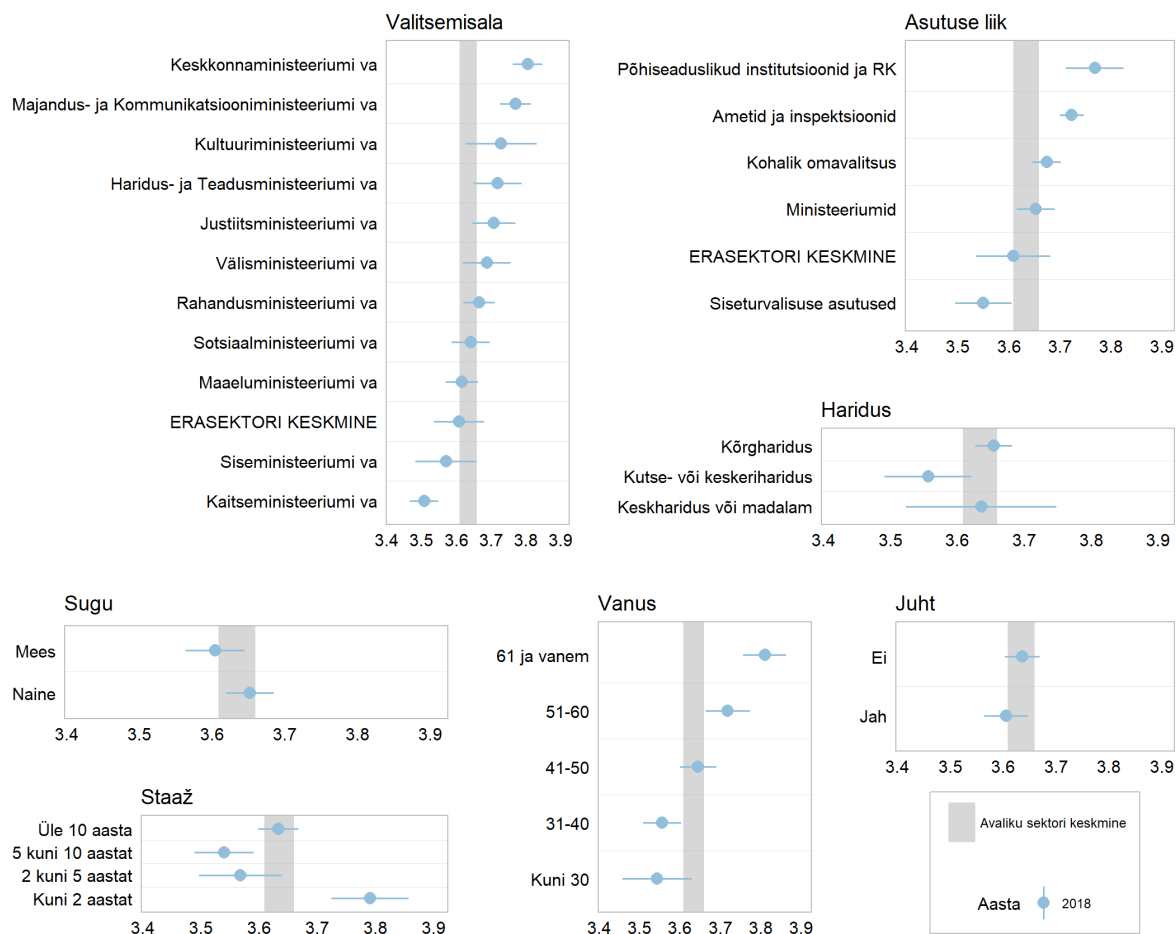 Valitsemisala
Keskkonnaministeeriumi va
Majandus- ja Kommunikatsiooniministeeriumi va
Kultuuriministeeriumi va
Haridus- ja Teadusministeeriumi va
Justiitsministeeriumi va
Välisministeeriumi va
Rahandusministeeriumi va
Sotsiaalministeeriumi va
Maaeluministeeriumi va
ERASEKTORI KESKMINE
Siseministeeriumi va
Kaitseministeeriumi va
3.4 3.5 3.6 3.7 3.8 3.9
Asutuse liik
Põhiseaduslikud institutsioonid ja RK
Ametid ja inspektsioonid
Kohalik omavalitsus
Ministeeriumid
ERASEKTORI KESKMINE
Siseturvalisuse asutused
3.4 3.5 3.6 3.7 3.8 3.9
Haridus
Kõrgharidus
Kutse- või keskeriharidus
Keskharidus või madalam
3.4 3.5 3.6 3.7 3.8 3.9
Sugu
Mees
Naine
3.4 3.5 3.6 3.7 3.8 3.9
Staaž
Üle 10 aasta
5 kuni 10 aastat
2 kuni 5 aastat
Kuni 2 aastat
3.4 3.5 3.6 3.7 3.8 3.9
Vanus
61 ja vanem
51-60
41-50
31-40
Kuni 30
3.4 3.5 3.6 3.7 3.8 3.9
Juht
Ei
Jah
3.4 3.5 3.6 3.7 3.8 3.9
Avaliku sektori keskmine
Aasta 2018